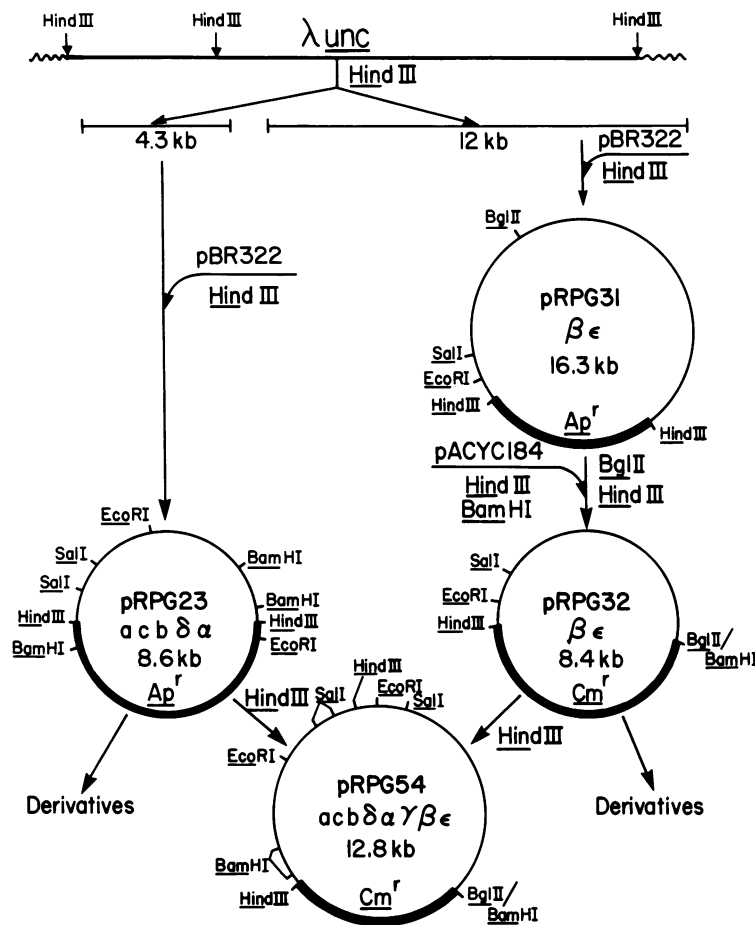 HindIII
HindIII
λunc
HindIII
HindIII
4.3 kb
12 kb
pBR322
HindIII
BglII
pBR322
HindIII
pRPG31
βϵ
16.3 kb
SalI
EcoRI
HindIII
Apʳ
HindIII
pACYC184
HindIII
BamHI
BglII
HindIII
EcoRI
SalI
SalI
HindIII
BamHI
BamHI
BamHI
HindIII
EcoRI
pRPG23
acbδα
8.6 kb
Apʳ
SalI
EcoRI
HindIII
pRPG32
βϵ
8.4 kb
Cmʳ
BglII/
BamHI
HindIII
HindIII
Derivatives
Derivatives
HindIII
SalI
EcoRI
SalI
EcoRI
pRPG54
acbδαγβϵ
12.8 kb
BamHI
HindIII
Cmʳ
BglII/
BamHI